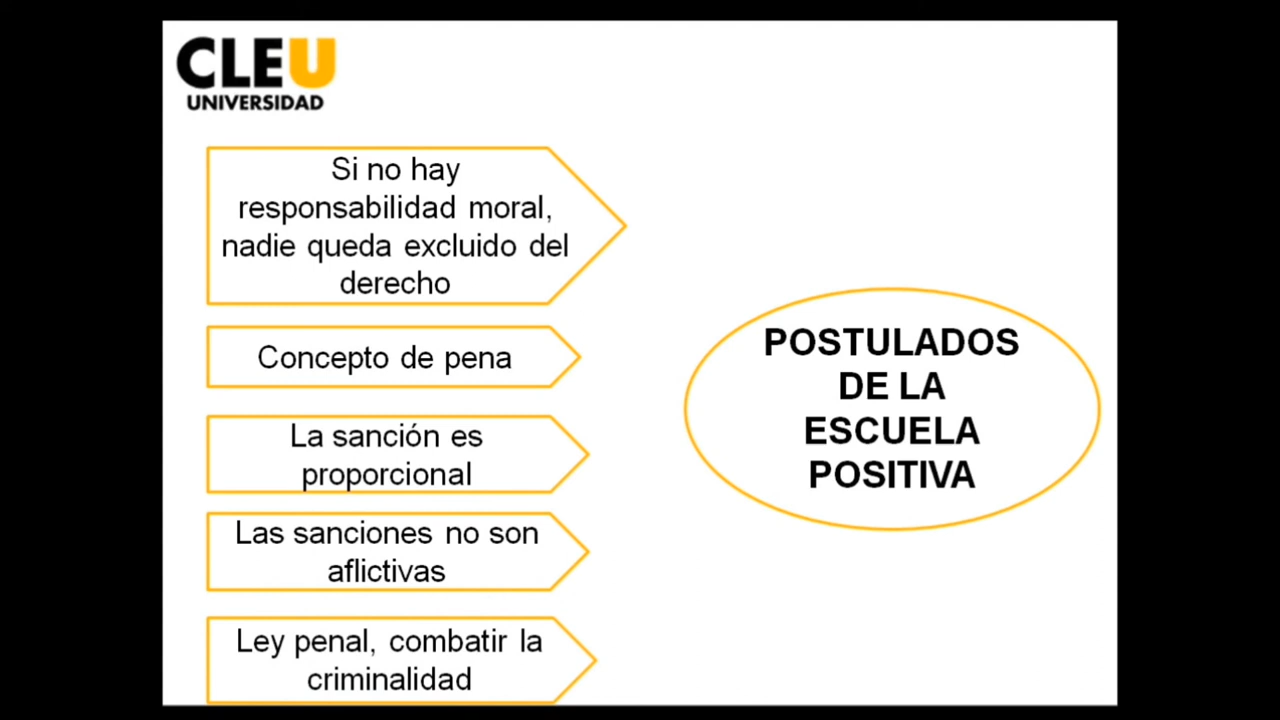 CLEU
UNIVERSIDAD
Si no hay
responsabilidad moral,
nadie queda excluido del
derecho
Concepto de pena
La sanción es
proporcional
Las sanciones no son
aflictivas
Ley penal, combatir la
criminalidad
POSTULADOS
DE LA
ESCUELA
POSITIVA